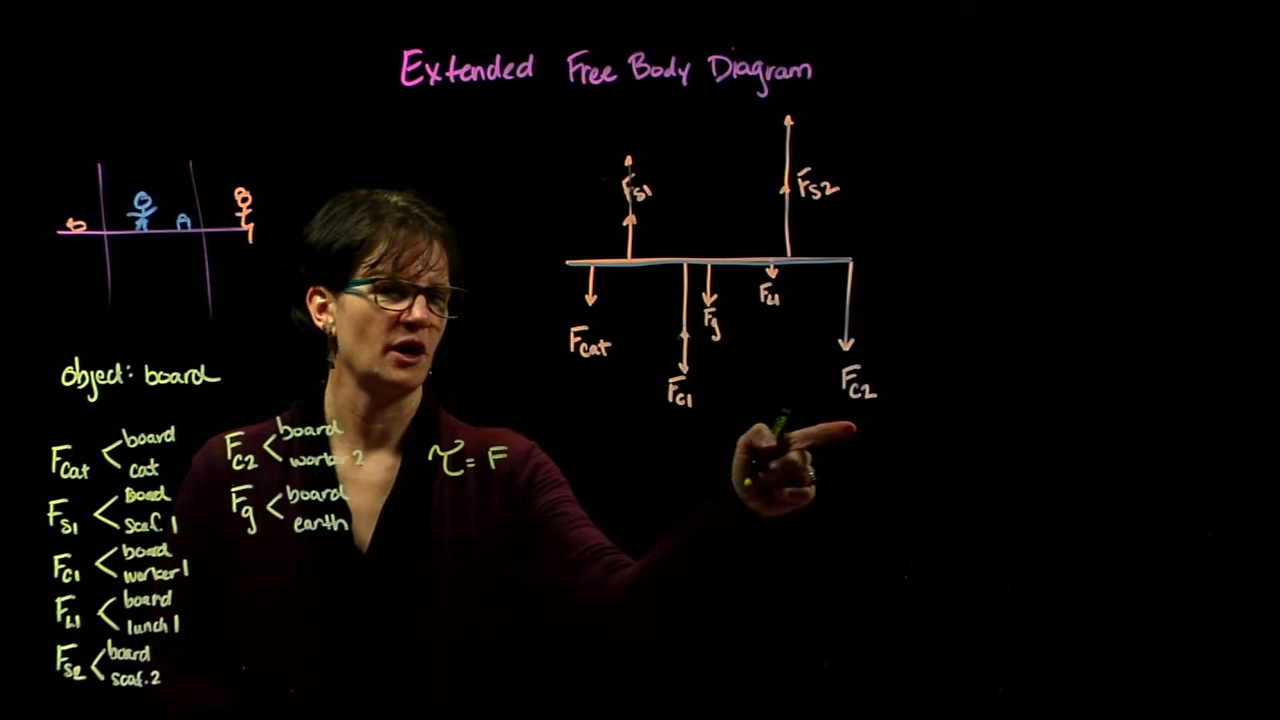 Extended Free Body Diagram
Fs1
Fs2
FL1
Fg
Fcat
Fc1
Fc2
object: board
Fcat < board
cat
Fs1 < Board
scaf. 1
Fc1 < board
worker 1
FL1 < board
lunch 1
Fs2 < board
scaf. 2
Fc2 < board
worker 2
Fg < board
earth
τ = F